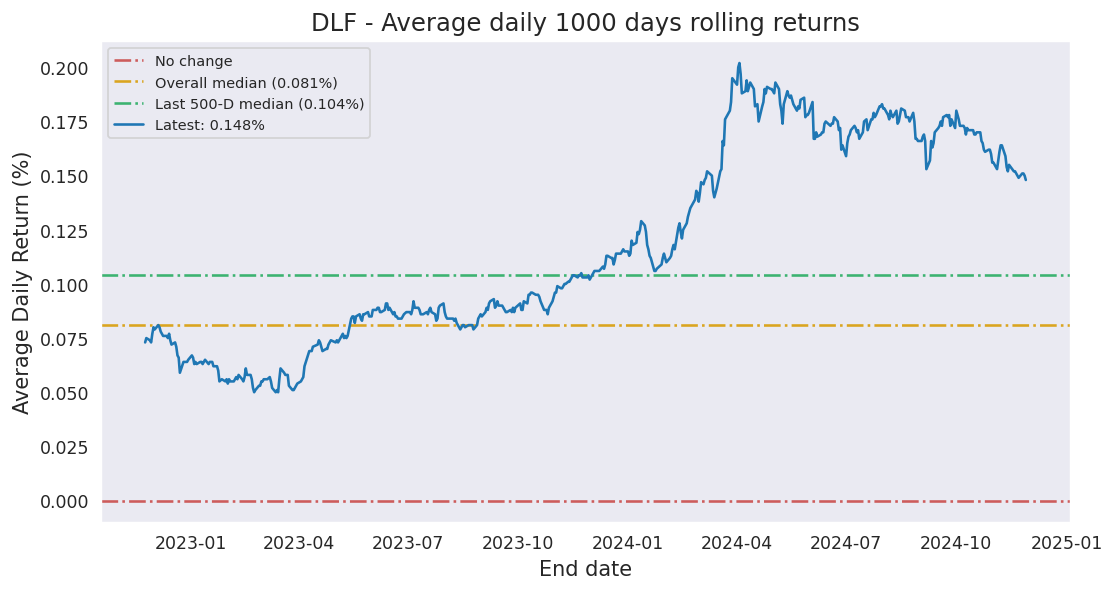 DLF - Average daily 1000 days rolling returns
No change
Overall median (0.081%)
Last 500-D median (0.104%)
Latest: 0.148%
Average Daily Return (%)
0.200
0.175
0.150
0.125
0.100
0.075
0.050
0.025
0.000
2023-01 2023-04 2023-07 2023-10 2024-01 2024-04 2024-07 2024-10 2025-01
End date